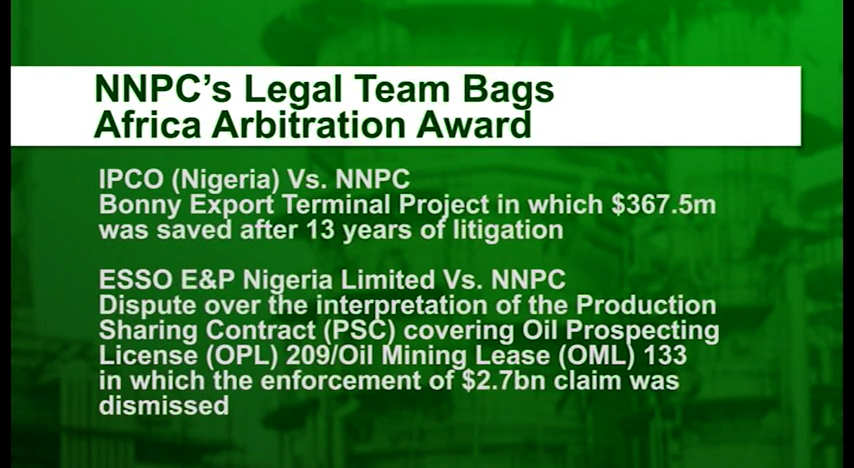 NNPC’s Legal Team Bags
Africa Arbitration Award
IPCO (Nigeria) Vs. NNPC
Bonny Export Terminal Project in which $367.5m
was saved after 13 years of litigation
ESSO E&P Nigeria Limited Vs. NNPC
Dispute over the interpretation of the Production
Sharing Contract (PSC) covering Oil Prospecting
License (OPL) 209/Oil Mining Lease (OML) 133
in which the enforcement of $2.7bn claim was
dismissed